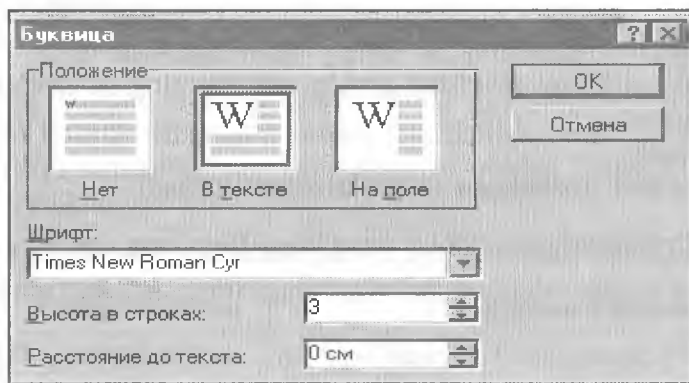 Буквица
Положение
W W W
Нет В тексте На поле
OK
Отмена
Шрифт:
Times New Roman Cyr
Высота в строках: 3
Расстояние до текста: 0 см